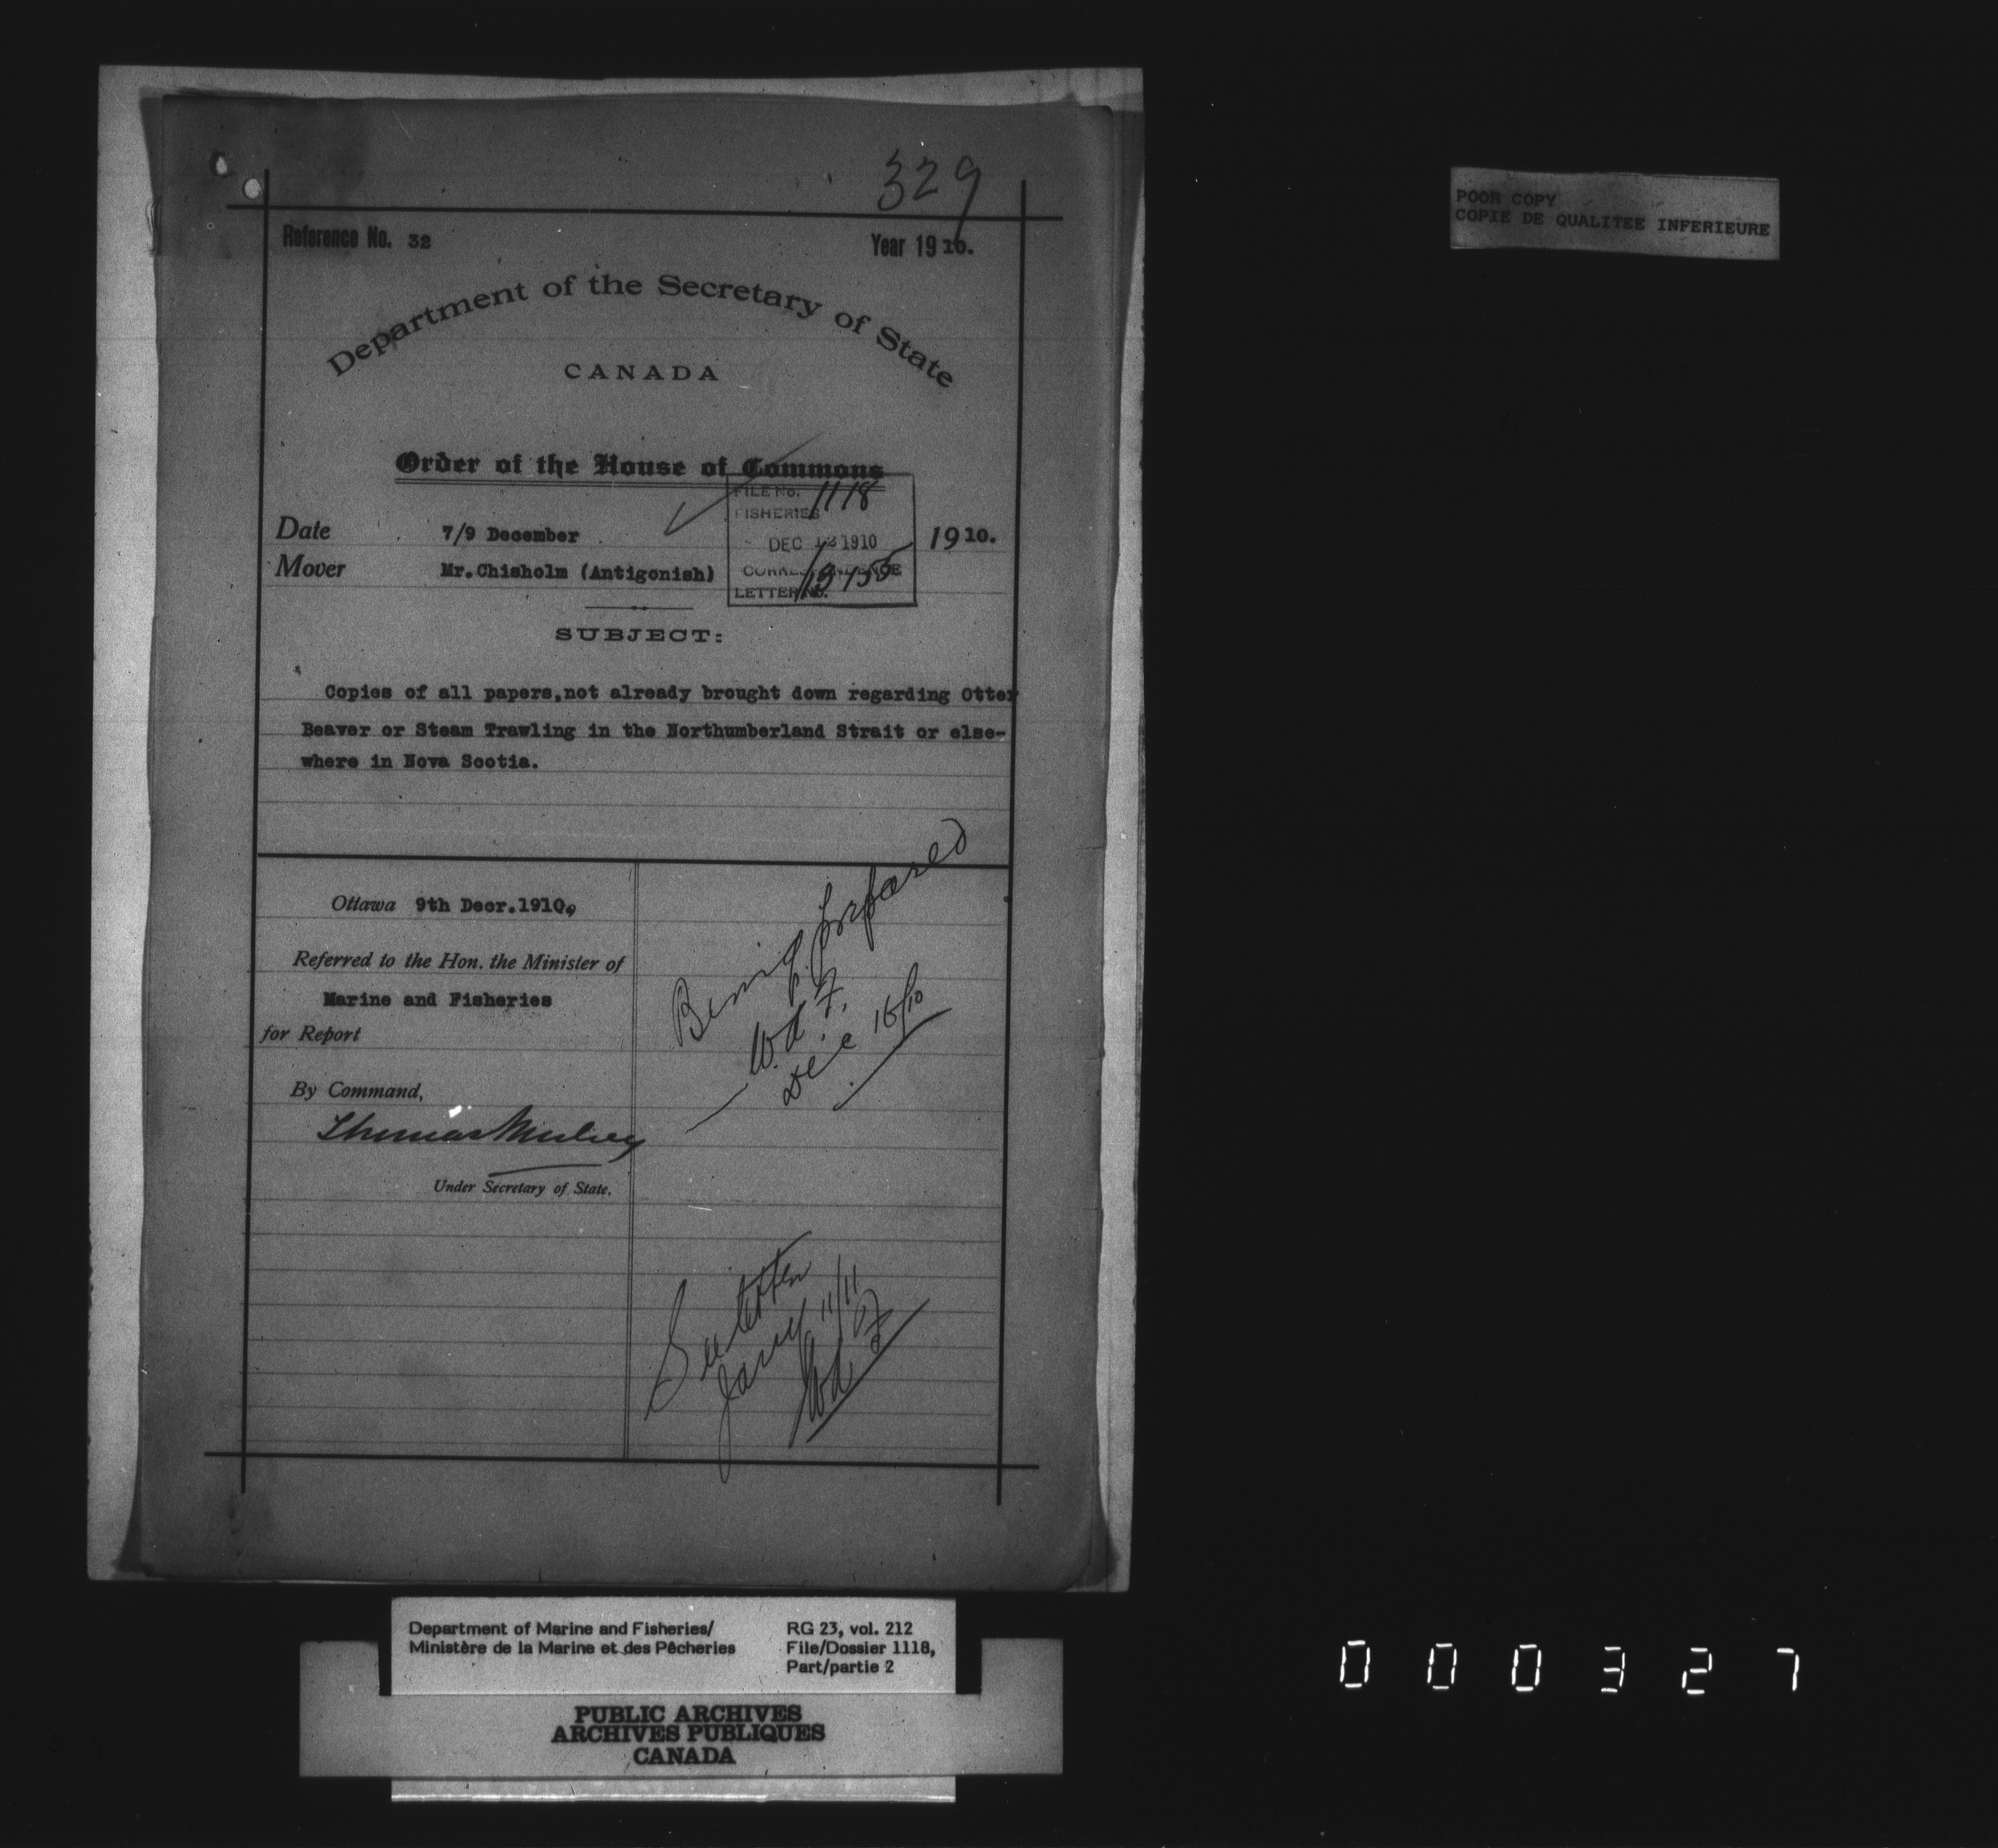 329
Reference No. 32
Year 1910.
Department of the Secretary of State
CANADA
Order of the House of Commons
FILE No. 1118
FISHERIES
DEC 1910
CORRESPONDENCE
LETTER No.
Date 7/9 December 1910.
Mover Mr.Chisholm (Antigonish)
SUBJECT:
Copies of all papers,not already brought down regarding Otter
Beaver or Steam Trawling in the Northumberland Strait or else-
where in Nova Scotia.
Ottawa 9th Decr.1910.
Referred to the Hon. the Minister of
Marine and Fisheries
for Report
By Command,
Thomas Mulvey
Under Secretary of State.
Being prepared
Dec /10
See letter
Jany 11/11
POOR COPY
COPIE DE QUALITEE INFERIEURE
Department of Marine and Fisheries/
Ministère de la Marine et des Pêcheries
RG 23, vol. 212
File/Dossier 1118,
Part/partie 2
PUBLIC ARCHIVES
ARCHIVES PUBLIQUES
CANADA
000327